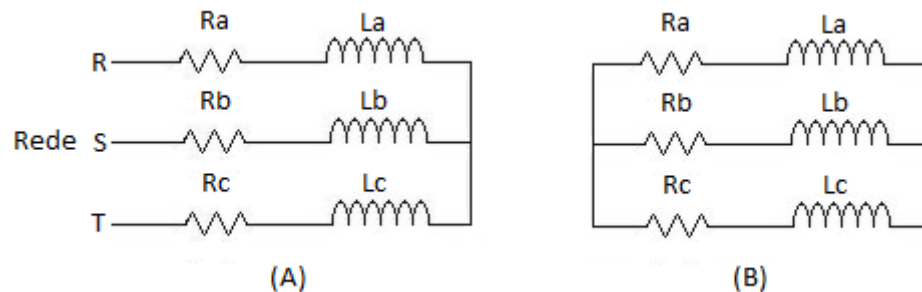 Ra La Ra La
R
Rb Lb Rb Lb
Rede S
Rc Lc Rc Lc
T
(A) (B)